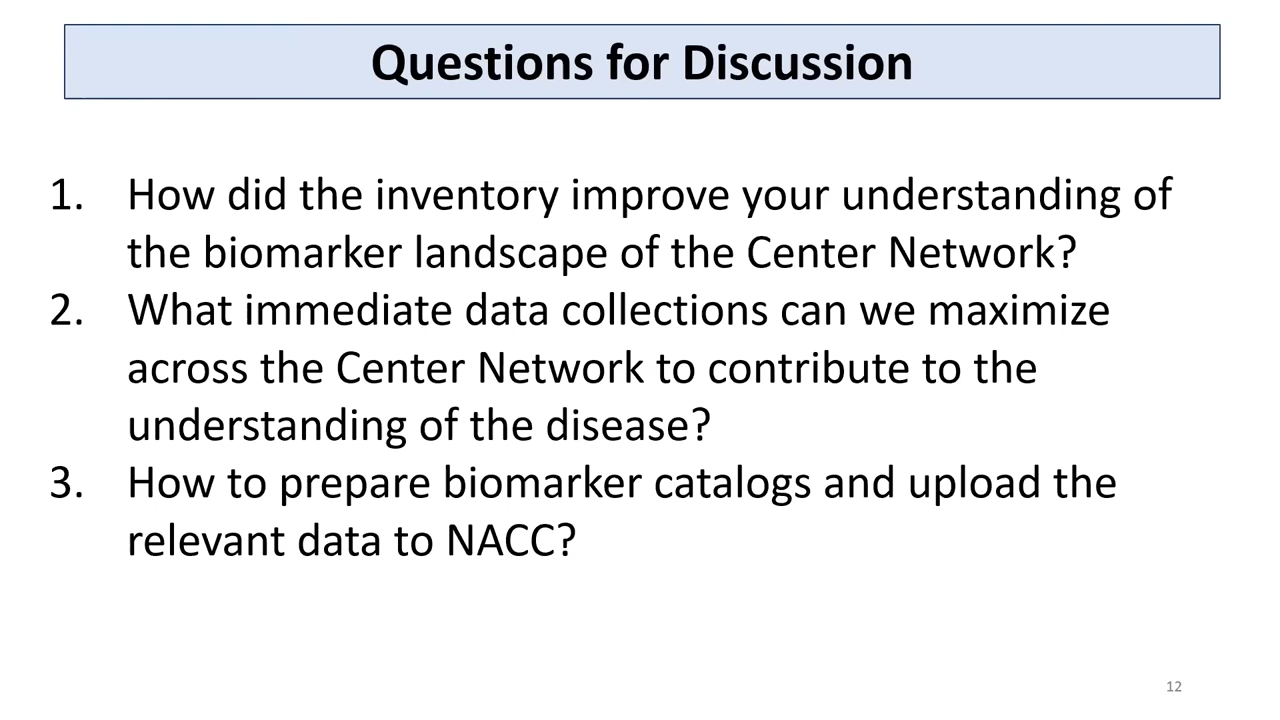 Questions for Discussion
1. How did the inventory improve your understanding of
the biomarker landscape of the Center Network?
2. What immediate data collections can we maximize
across the Center Network to contribute to the
understanding of the disease?
3. How to prepare biomarker catalogs and upload the
relevant data to NACC?
12